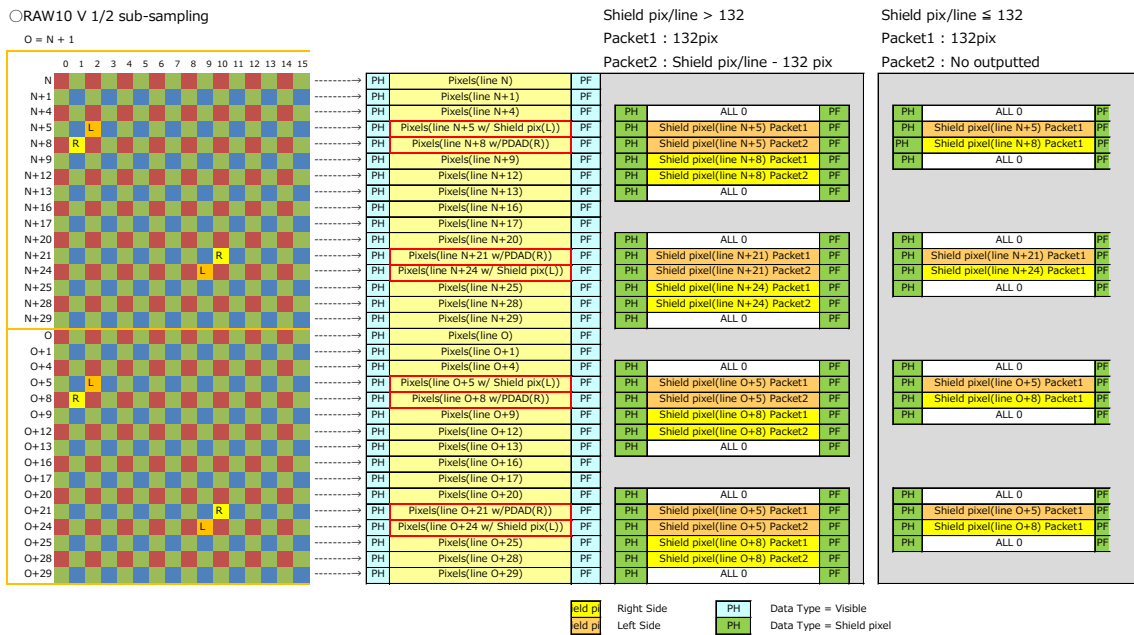 ○RAW10 V 1/2 sub-sampling
O = N + 1
Shield pix/line > 132
Packet1 : 132pix
Packet2 : Shield pix/line - 132 pix
Shield pix/line ≦ 132
Packet1 : 132pix
Packet2 : No outputted
0 1 2 3 4 5 6 7 8 9 10 11 12 13 14 15
N --------> PH Pixels(line N) PF
N+1 --------> PH Pixels(line N+1) PF
N+4 --------> PH Pixels(line N+4) PF PH ALL 0 PF PH ALL 0 PF
N+5 L --------> PH Pixels(line N+5 w/ Shield pix(L)) PF PH Shield pixel(line N+5) Packet1 PF PH Shield pixel(line N+5) Packet1 PF
N+8 R --------> PH Pixels(line N+8 w/PDAD(R)) PF PH Shield pixel(line N+5) Packet2 PF PH Shield pixel(line N+8) Packet1 PF
N+9 --------> PH Pixels(line N+9) PF PH Shield pixel(line N+8) Packet1 PF PH ALL 0 PF
N+12 --------> PH Pixels(line N+12) PF PH Shield pixel(line N+8) Packet2 PF
N+13 --------> PH Pixels(line N+13) PF PH ALL 0 PF
N+16 --------> PH Pixels(line N+16) PF
N+17 --------> PH Pixels(line N+17) PF
N+20 --------> PH Pixels(line N+20) PF PH ALL 0 PF PH ALL 0 PF
N+21 R --------> PH Pixels(line N+21 w/PDAD(R)) PF PH Shield pixel(line N+21) Packet1 PF PH Shield pixel(line N+21) Packet1 PF
N+24 L --------> PH Pixels(line N+24 w/ Shield pix(L)) PF PH Shield pixel(line N+21) Packet2 PF PH Shield pixel(line N+24) Packet1 PF
N+25 --------> PH Pixels(line N+25) PF PH Shield pixel(line N+24) Packet1 PF PH ALL 0 PF
N+28 --------> PH Pixels(line N+28) PF PH Shield pixel(line N+24) Packet2 PF
N+29 --------> PH Pixels(line N+29) PF PH ALL 0 PF
O --------> PH Pixels(line O) PF
O+1 --------> PH Pixels(line O+1) PF
O+4 --------> PH Pixels(line O+4) PF PH ALL 0 PF PH ALL 0 PF
O+5 L --------> PH Pixels(line O+5 w/ Shield pix(L)) PF PH Shield pixel(line O+5) Packet1 PF PH Shield pixel(line O+5) Packet1 PF
O+8 R --------> PH Pixels(line O+8 w/PDAD(R)) PF PH Shield pixel(line O+5) Packet2 PF PH Shield pixel(line O+8) Packet1 PF
O+9 --------> PH Pixels(line O+9) PF PH Shield pixel(line O+8) Packet1 PF PH ALL 0 PF
O+12 --------> PH Pixels(line O+12) PF PH Shield pixel(line O+8) Packet2 PF
O+13 --------> PH Pixels(line O+13) PF PH ALL 0 PF
O+16 --------> PH Pixels(line O+16) PF
O+17 --------> PH Pixels(line O+17) PF
O+20 --------> PH Pixels(line O+20) PF PH ALL 0 PF PH ALL 0 PF
O+21 R --------> PH Pixels(line O+21 w/PDAD(R)) PF PH Shield pixel(line O+5) Packet1 PF PH Shield pixel(line O+5) Packet1 PF
O+24 L --------> PH Pixels(line O+24 w/ Shield pix(L)) PF PH Shield pixel(line O+5) Packet2 PF PH Shield pixel(line O+8) Packet1 PF
O+25 --------> PH Pixels(line O+25) PF PH Shield pixel(line O+8) Packet1 PF PH ALL 0 PF
O+28 --------> PH Pixels(line O+28) PF PH Shield pixel(line O+8) Packet2 PF
O+29 --------> PH Pixels(line O+29) PF PH ALL 0 PF
ield pi Right Side PH Data Type = Visible
ield pi Left Side PH Data Type = Shield pixel